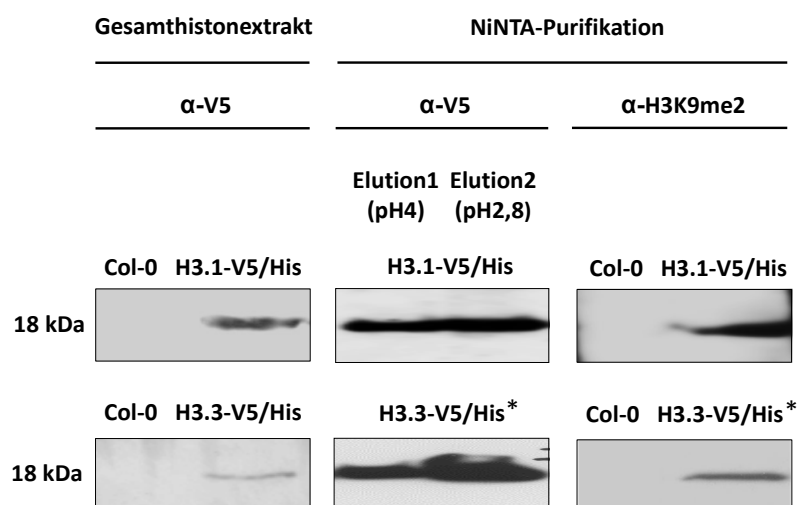 Gesamthistonextrakt NiNTA-Purifikation
α-V5 α-V5 α-H3K9me2
Elution1 Elution2
(pH4) (pH2,8)
Col-0 H3.1-V5/His H3.1-V5/His Col-0 H3.1-V5/His
18 kDa
Col-0 H3.3-V5/His H3.3-V5/His* Col-0 H3.3-V5/His*
18 kDa